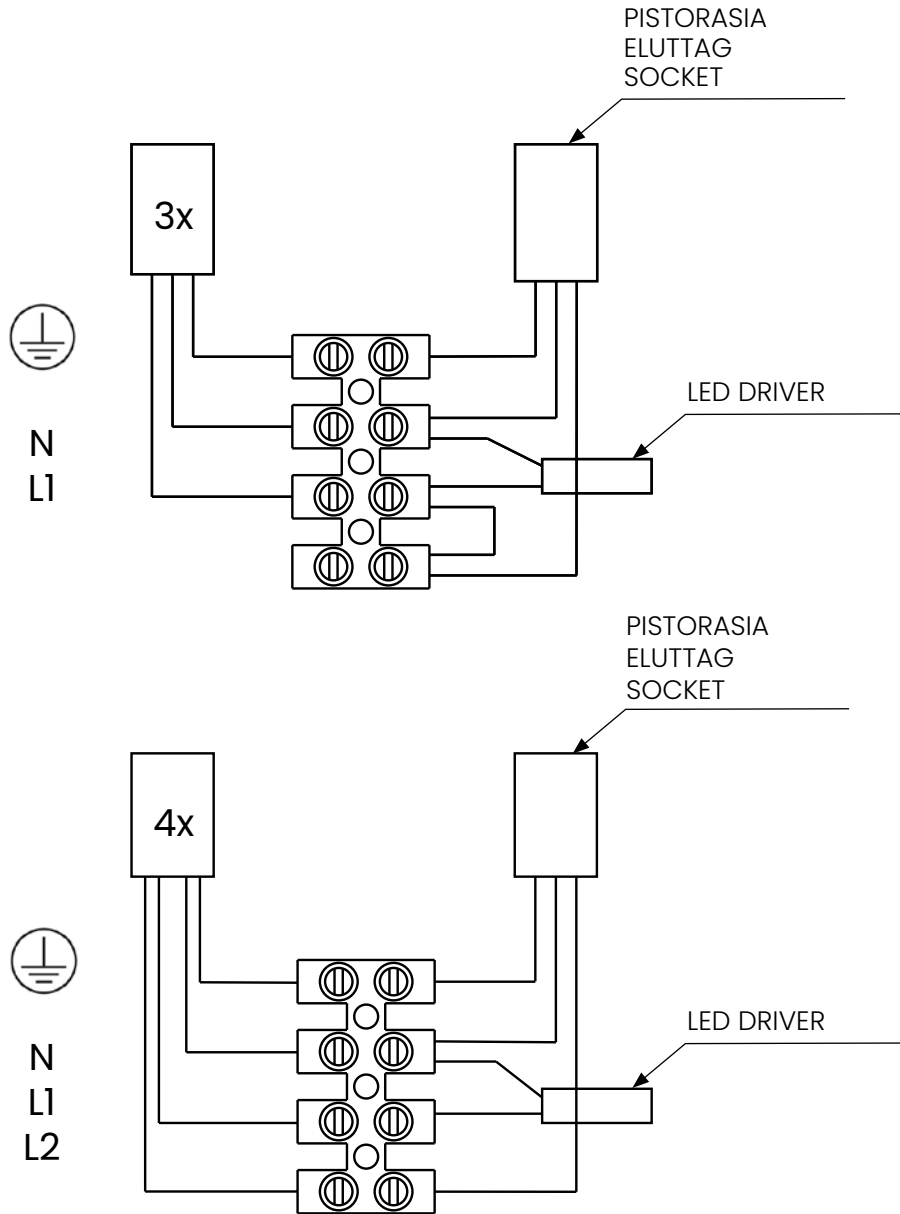 PISTORASIA
ELUTTAG
SOCKET
3x
LED DRIVER
N
L1
PISTORASIA
ELUTTAG
SOCKET
4x
LED DRIVER
N
L1
L2